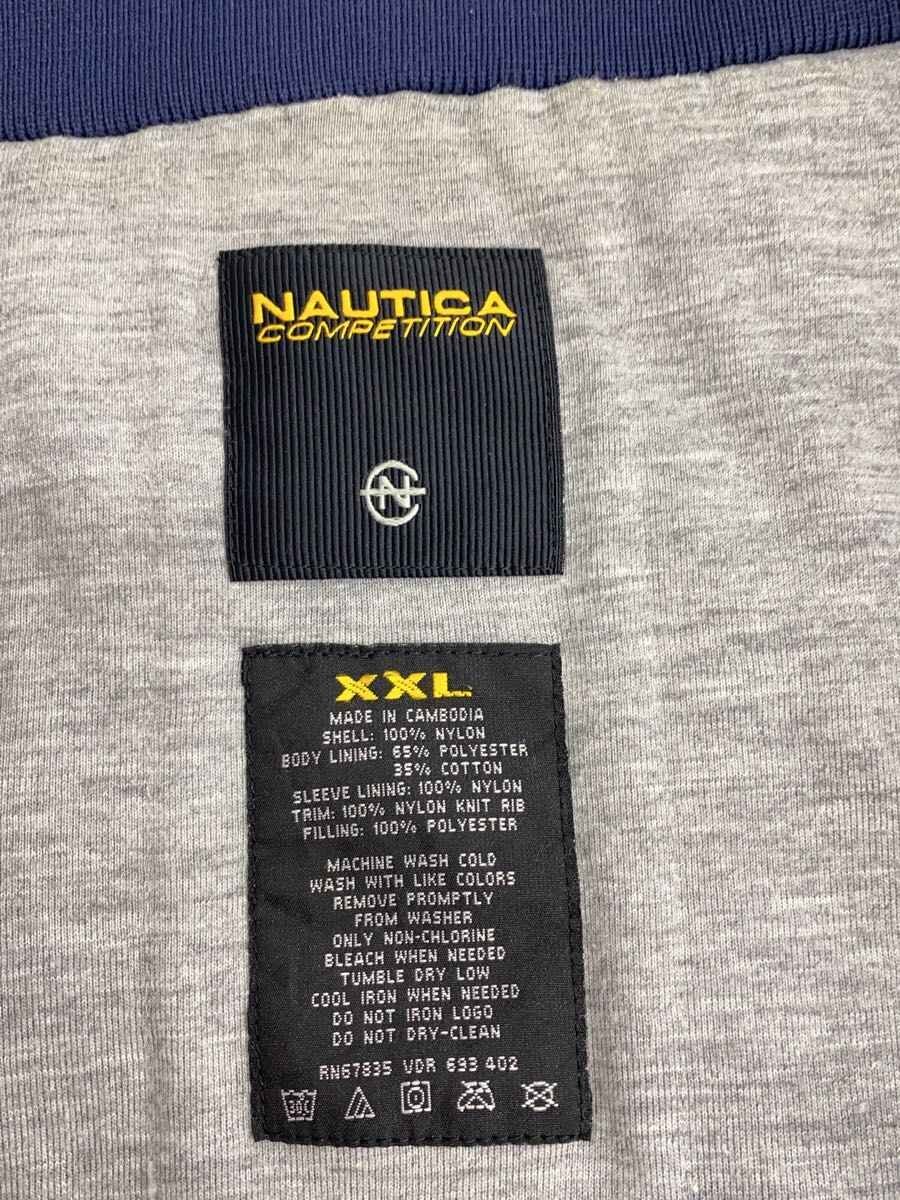 NAUTICA
COMPETITION
N
XXL
MADE IN CAMBODIA
SHELL: 100% NYLON
BODY LINING: 65% POLYESTER
35% COTTON
SLEEVE LINING: 100% NYLON
TRIM: 100% NYLON KNIT RIB
FILLING: 100% POLYESTER
MACHINE WASH COLD
WASH WITH LIKE COLORS
REMOVE PROMPTLY
FROM WASHER
ONLY NON-CHLORINE
BLEACH WHEN NEEDED
TUMBLE DRY LOW
COOL IRON WHEN NEEDED
DO NOT IRON LOGO
DO NOT DRY-CLEAN
RN67835 VDR 693 402
30C